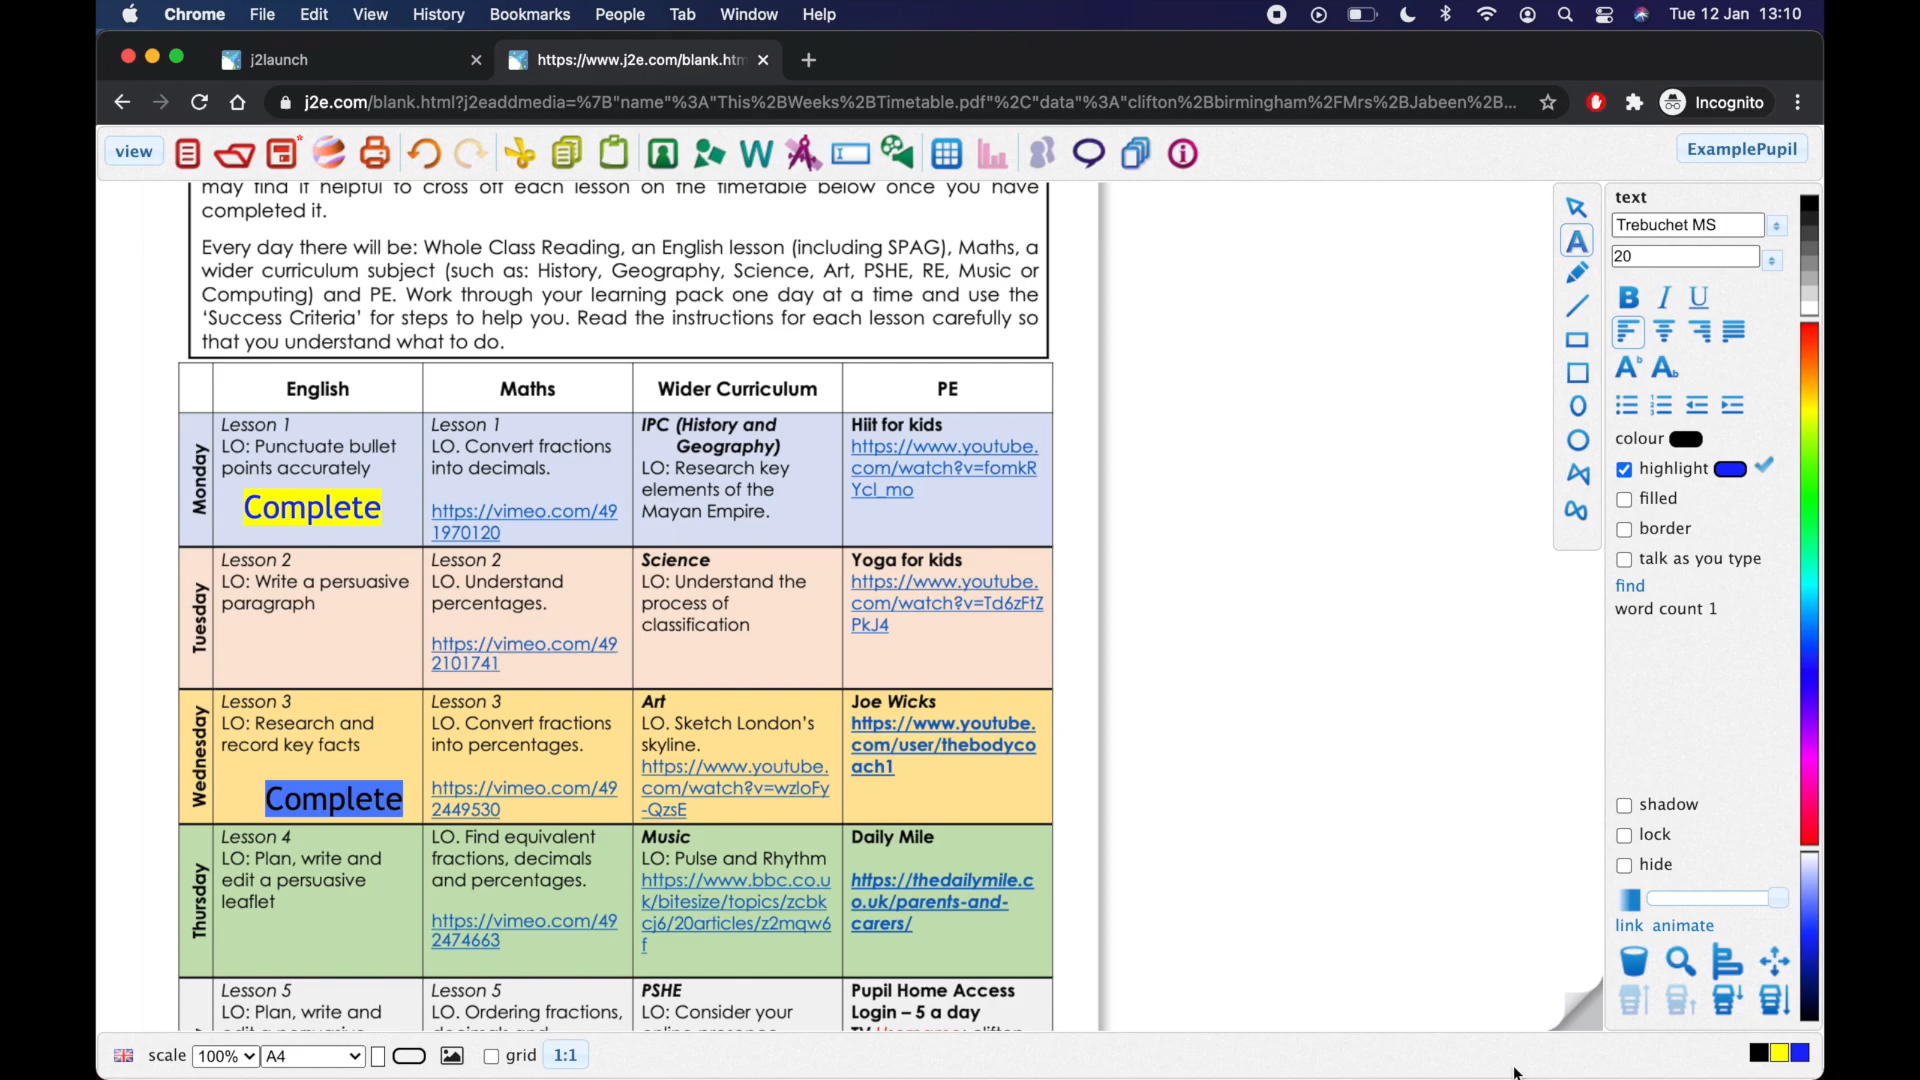 Chrome File Edit View History Bookmarks People Tab Window Help Tue 12 Jan 13:10
j2launch https://www.j2e.com/blank.htm
j2e.com/blank.html?j2eaddmedia=%7B"name"%3A"This%2BWeeks%2BTimetable.pdf"%2C"data"%3A"clifton%2Bbirmingham%2FMrs%2BJabeen%2B... Incognito
view ExamplePupil
may find it helpful to cross off each lesson on the timetable below once you have
completed it.
Every day there will be: Whole Class Reading, an English lesson (including SPAG), Maths, a
wider curriculum subject (such as: History, Geography, Science, Art, PSHE, RE, Music or
Computing) and PE. Work through your learning pack one day at a time and use the
‘Success Criteria’ for steps to help you. Read the instructions for each lesson carefully so
that you understand what to do.
English Maths Wider Curriculum PE
Monday
Lesson 1
LO: Punctuate bullet
points accurately
Complete
Lesson 1
LO. Convert fractions
into decimals.
https://vimeo.com/49
1970120
IPC (History and
Geography)
LO: Research key
elements of the
Mayan Empire.
Hiit for kids
https://www.youtube.
com/watch?v=fomkR
YcI_mo
Tuesday
Lesson 2
LO: Write a persuasive
paragraph
Lesson 2
LO. Understand
percentages.
https://vimeo.com/49
2101741
Science
LO: Understand the
process of
classification
Yoga for kids
https://www.youtube.
com/watch?v=Td6zFtZ
PkJ4
Wednesday
Lesson 3
LO: Research and
record key facts
Complete
Lesson 3
LO. Convert fractions
into percentages.
https://vimeo.com/49
2449530
Art
LO. Sketch London’s
skyline.
https://www.youtube.
com/watch?v=wzloFy
-QzsE
Joe Wicks
https://www.youtube.
com/user/thebodyco
ach1
Thursday
Lesson 4
LO: Plan, write and
edit a persuasive
leaflet
LO. Find equivalent
fractions, decimals
and percentages.
https://vimeo.com/49
2474663
Music
LO: Pulse and Rhythm
https://www.bbc.co.u
k/bitesize/topics/zcbk
cj6/20articles/z2mqw6
f
Daily Mile
https://thedailymile.c
o.uk/parents-and-
carers/
Lesson 5
LO: Plan, write and
Lesson 5
LO. Ordering fractions,
PSHE
LO: Consider your
Pupil Home Access
Login – 5 a day
text
Trebuchet MS
20
B I U
colour
highlight
filled
border
talk as you type
find
word count 1
shadow
lock
hide
link animate
scale 100% A4 grid 1:1